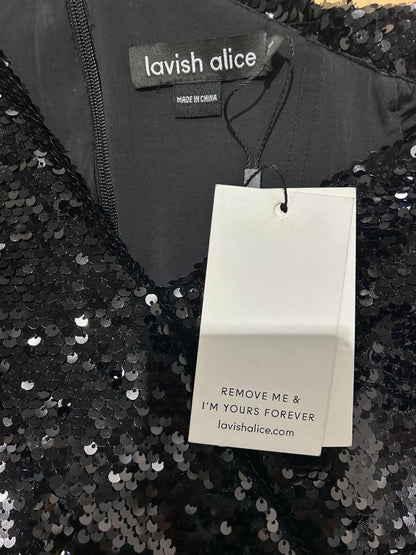 lavish alice
MADE IN CHINA
REMOVE ME &
I'M YOURS FOREVER
lavishalice.com